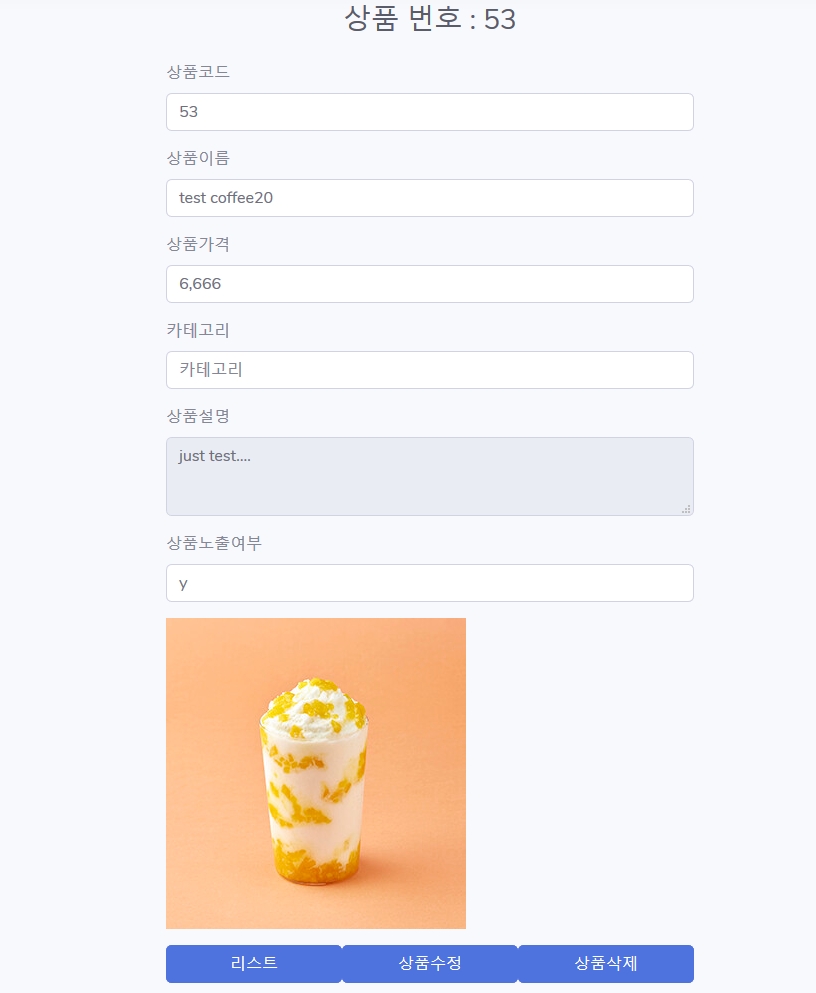 상품 번호 : 53
상품코드
53
상품이름
test coffee20
상품가격
6,666
카테고리
카테고리
상품설명
just test....
상품노출여부
y
리스트 상품수정 상품삭제